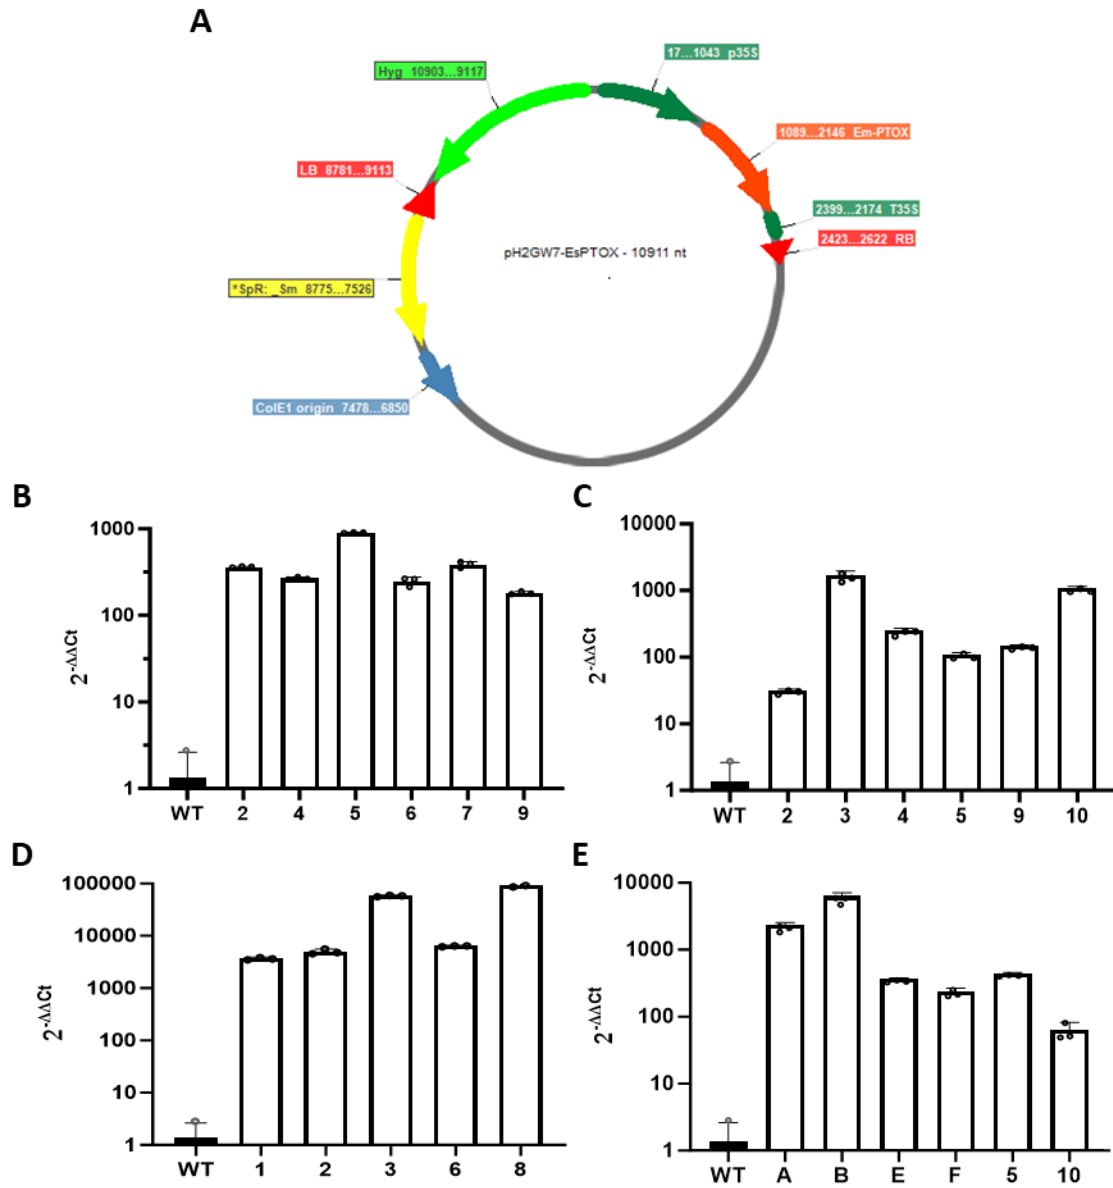 A
17...1043 p35S
Hyg 10903...9117
1089...2146 Em-PTOX
LB 8781...9113
2399...2174 T35S
2423...2622 RB
pH2GW7-EsPTOX - 10911 nt
*SpR: _Sm 8775...7526
ColE1 origin 7478...6850
B
1000
100
10
1
2-ΔΔCt
WT 2 4 5 6 7 9
C
10000
1000
100
10
1
2-ΔΔCt
WT 2 3 4 5 9 10
D
100000
10000
1000
100
10
1
2-ΔΔCt
WT 1 2 3 6 8
E
10000
1000
100
10
1
2-ΔΔCt
WT A B E F 5 10